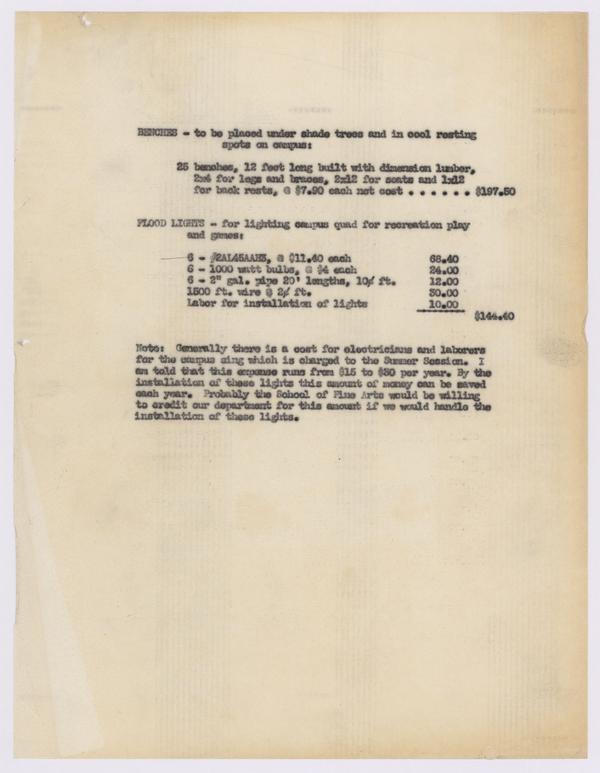 BENCHES - to be placed under shade trees and in cool resting
spots on campus:
25 benches, 12 feet long built with dimension lumber,
2x4 for legs and braces, 2x12 for seats and 1x12
for back rests, @ $7.90 each net cost . . . . . . $197.50
FLOOD LIGHTS - for lighting campus quad for recreation play
and games:
6 - #2AL45AAH3, @ $11.40 each 68.40
6 - 1000 watt bulbs, @ $4 each 24.00
6 - 2" gal. pipe 20' lengths, 10¢ ft. 12.00
1500 ft. wire @ 2¢ ft. 30.00
Labor for installation of lights 10.00
$144.40
Note: Generally there is a cost for electricians and laborers
for the campus sing which is charged to the Summer Session. I
am told that this expense runs from $15 to $30 per year. By the
installation of these lights this amount of money can be saved
each year. Probably the School of Fine Arts would be willing
to credit our department for this amount if we would handle the
installation of these lights.